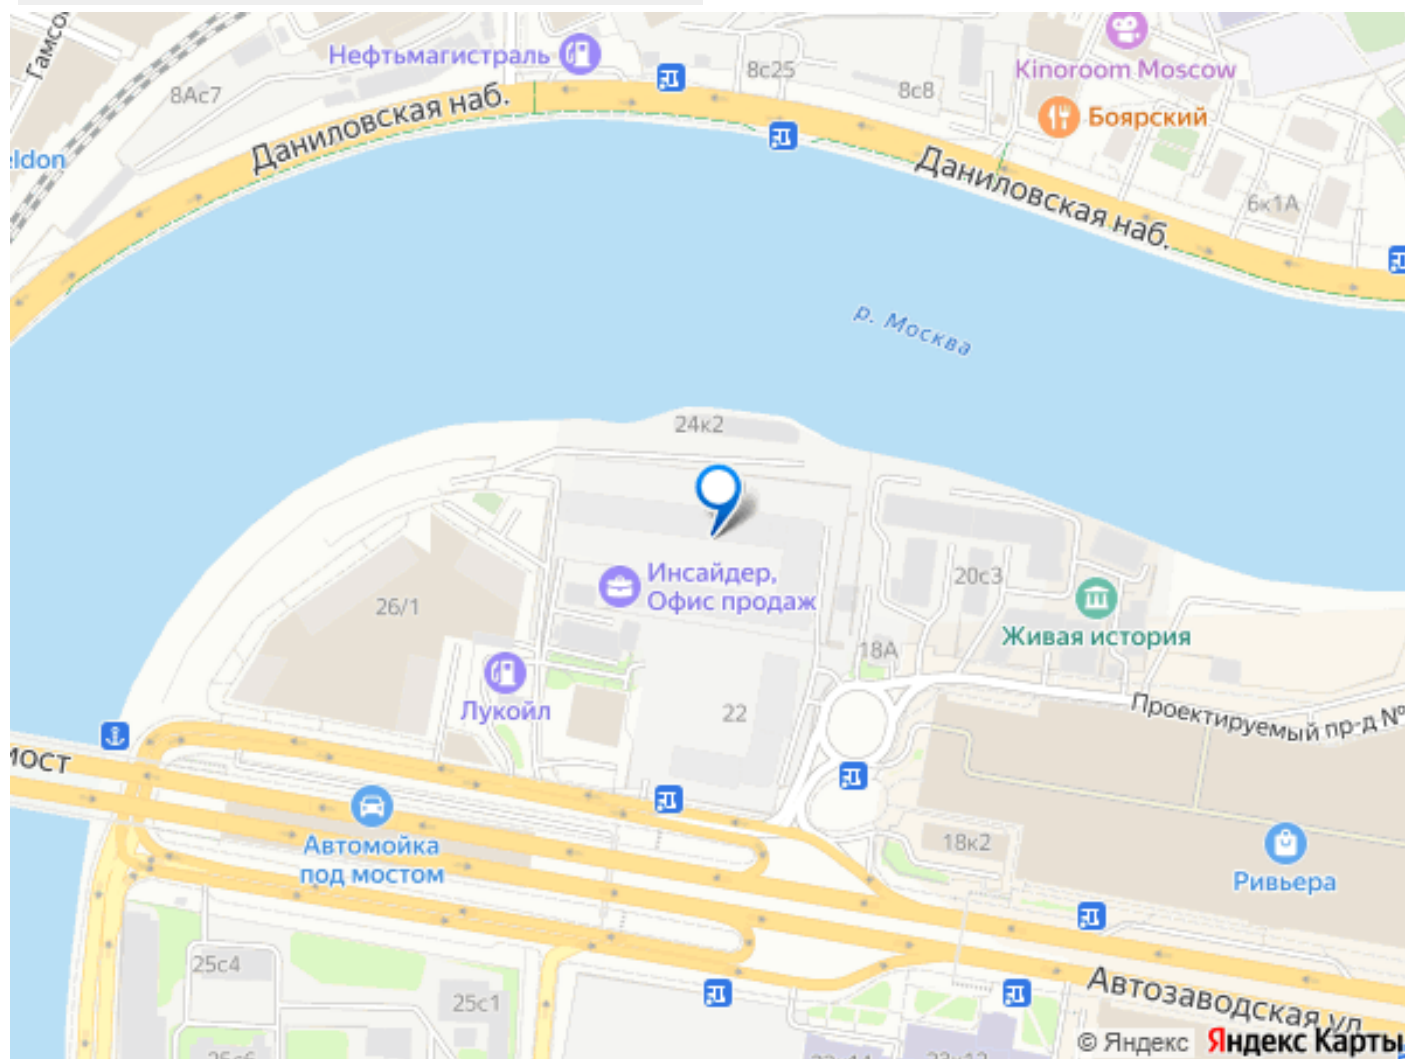 Гамсо
Нефтьмагистраль
8с25
Kinoroom Moscow
8Ас7
8с8
Боярский
Даниловская наб.
ldon
Даниловская наб.
6к1А
р. Москва
24к2
Инсайдер,
Офис продаж
20с3
26/1
Живая история
18А
Лукойл
22
Проектируемый пр-д №
мост
Автомойка
под мостом
18к2
Ривьера
25с4
25с1
Автозаводская ул.
© Яндекс Яндекс Карты